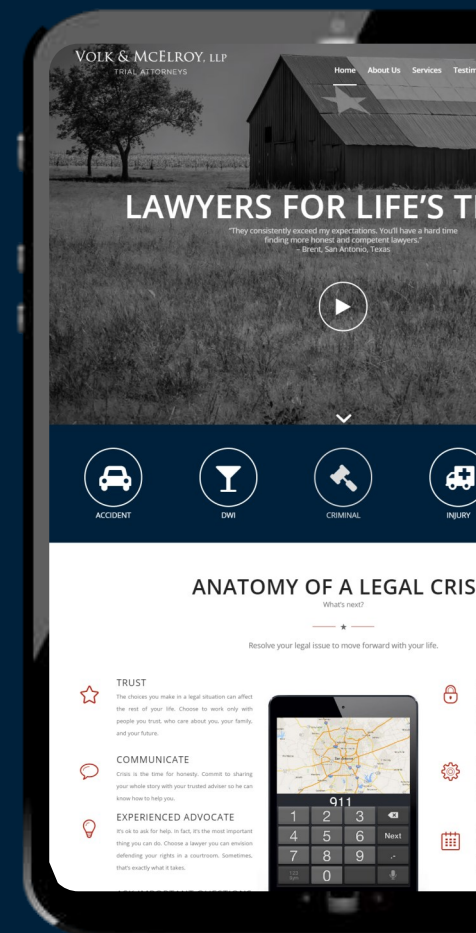 VOLK & MCELROY, LLP
TRIAL ATTORNEYS
Home About Us Services Testim
LAWYERS FOR LIFE'S T
"They consistently exceed my expectations. You'll have a hard time
finding more honest and competent lawyers."
– Brent, San Antonio, Texas
ACCIDENT DWI CRIMINAL INJURY
ANATOMY OF A LEGAL CRIS
What's next?
Resolve your legal issue to move forward with your life.
TRUST
The choices you make in a legal situation can affect
the rest of your life. Choose to work only with
people you trust, who care about you, your family,
and your future.
COMMUNICATE
Crisis is the time for honesty. Commit to sharing
your whole story with your trusted adviser so he can
know how to help you.
EXPERIENCED ADVOCATE
It's ok to ask for help. In fact, it's the most important
thing you can do. Choose a lawyer you can envision
defending your rights in a courtroom. Sometimes,
that's exactly what it takes.
911
1 2 3
4 5 6 Next
7 8 9 .-
0